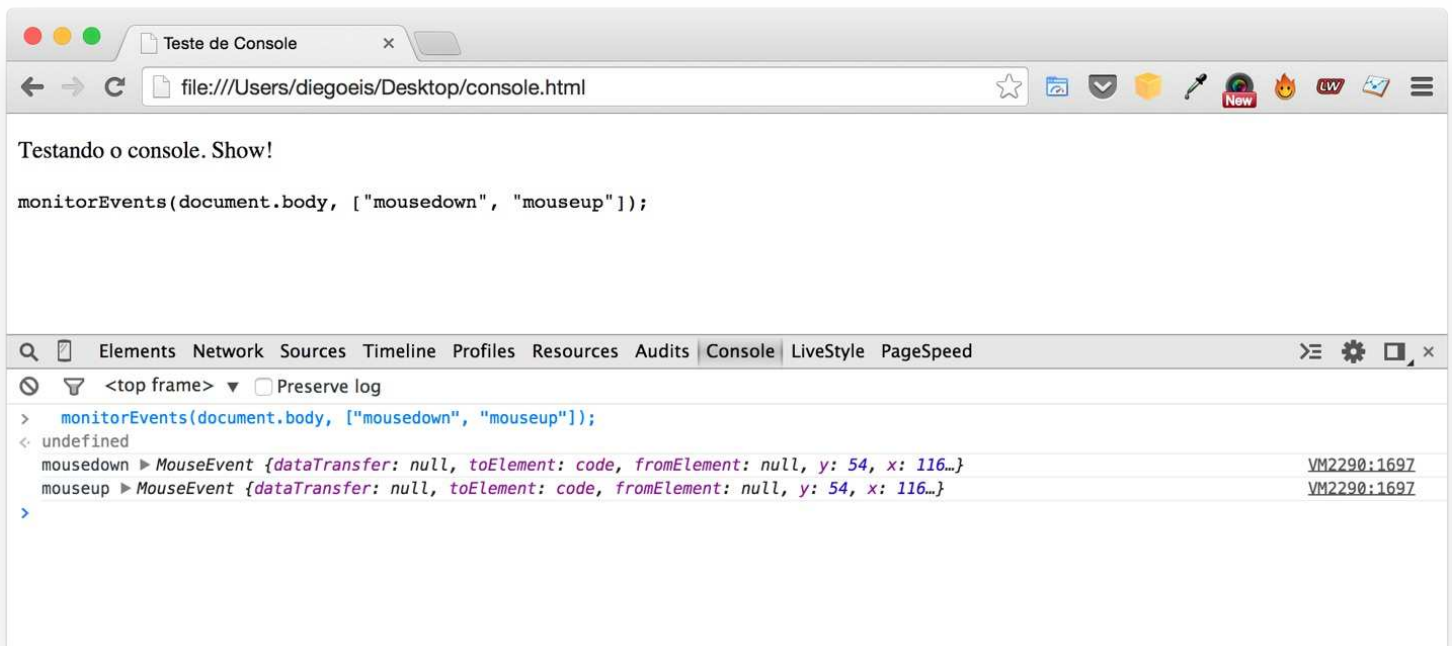 Teste de Console
file:///Users/diegoeis/Desktop/console.html
New
LW
Testando o console. Show!
monitorEvents(document.body, ["mousedown", "mouseup"]);
Elements Network Sources Timeline Profiles Resources Audits Console LiveStyle PageSpeed
<top frame> Preserve log
> monitorEvents(document.body, ["mousedown", "mouseup"]);
undefined
mousedown MouseEvent {dataTransfer: null, toElement: code, fromElement: null, y: 54, x: 116…} VM2290:1697
mouseup MouseEvent {dataTransfer: null, toElement: code, fromElement: null, y: 54, x: 116…} VM2290:1697
>